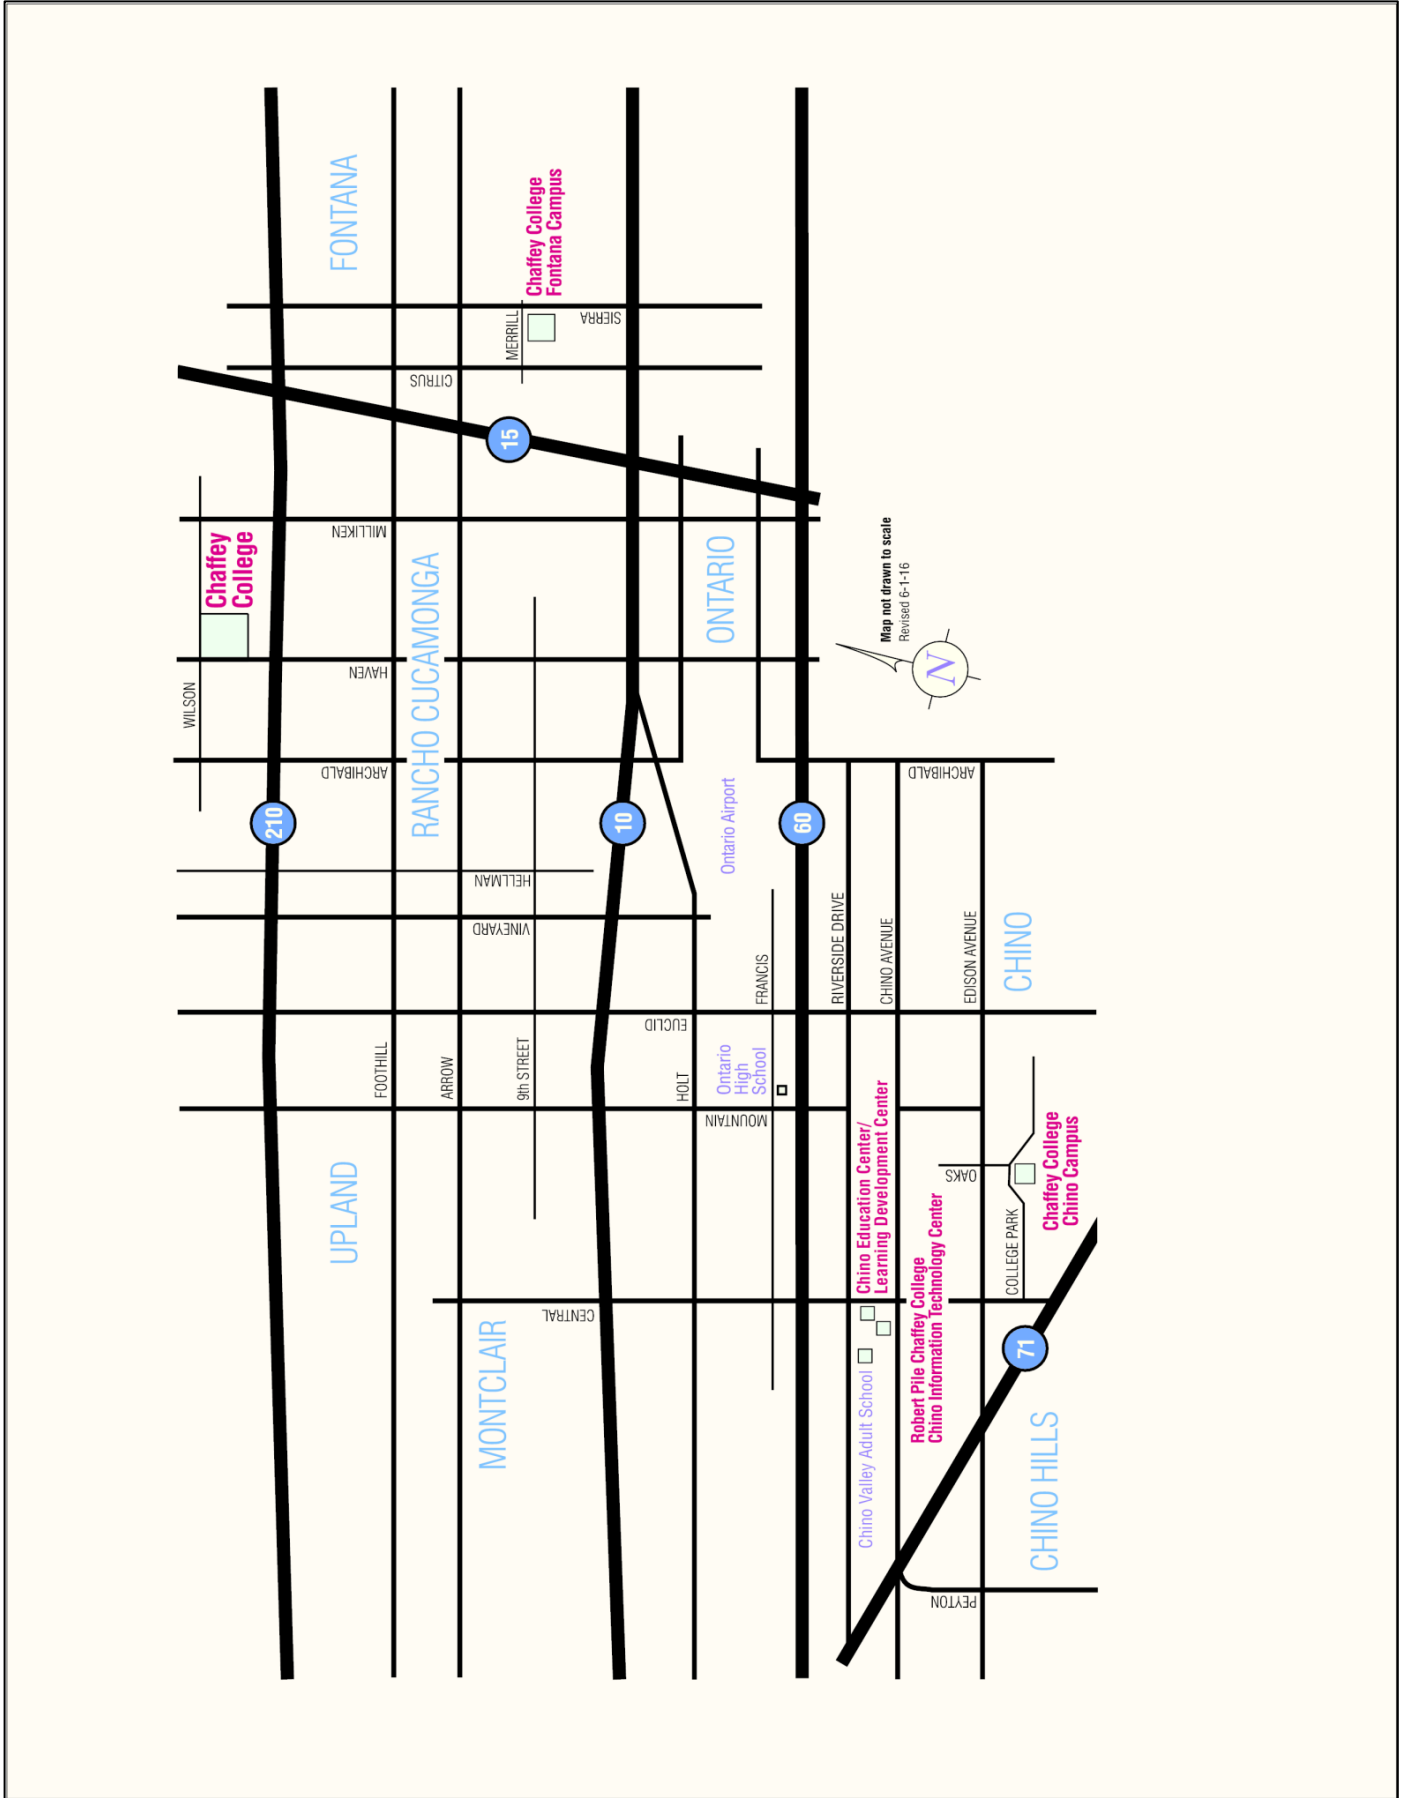 FONTANA
Chaffey College
Fontana Campus
MERRILL
SIERRA
CITRUS
15
MILLIKEN
Chaffey
College
WILSON
HAVEN
RANCHO CUCAMONGA
ONTARIO
Map not drawn to scale
Revised 6-1-16
N
ARCHIBALD
ARCHIBALD
210
10
60
Ontario Airport
HELLMAN
VINEYARD
FRANCIS
RIVERSIDE DRIVE
CHINO AVENUE
EDISON AVENUE
CHINO
EUCLID
FOOTHILL
ARROW
9th STREET
HOLT
Ontario
High
School
MOUNTAIN
UPLAND
Chino Education Center/
Learning Development Center
OAKS
COLLEGE PARK
Chaffey College
Chino Campus
Robert Pile Chaffey College
Chino Information Technology Center
CENTRAL
MONTCLAIR
Chino Valley Adult School
71
CHINO HILLS
PEYTON